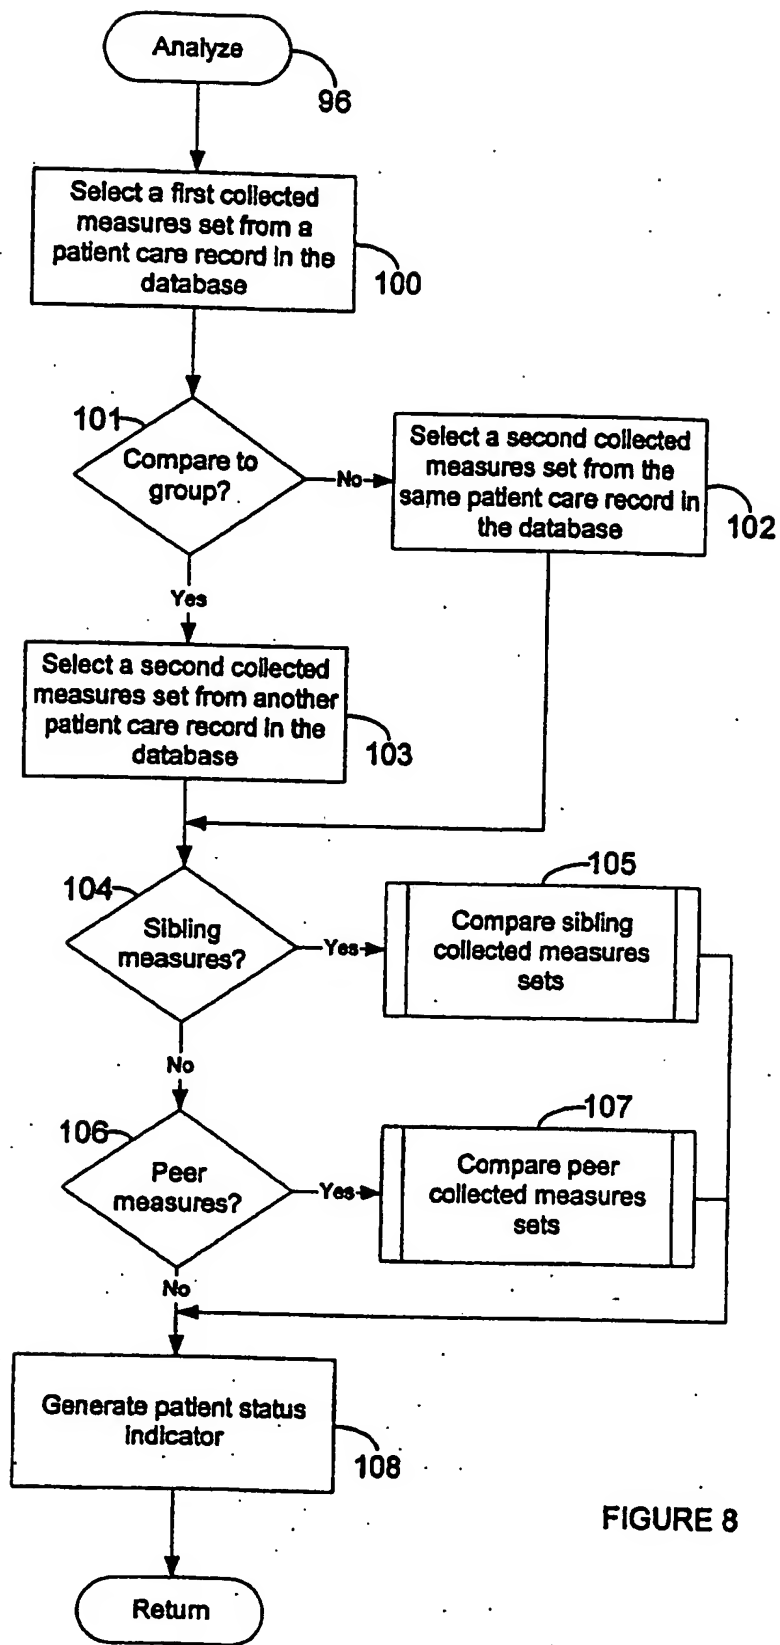 Analyze
96
Select a first collected
measures set from a
patient care record in the
database
100
101
Compare to
group?
No
Select a second collected
measures set from the
same patient care record in
the database
102
Yes
Select a second collected
measures set from another
patient care record in the
database
103
104
Sibling
measures?
Yes
105
Compare sibling
collected measures
sets
No
106
Peer
measures?
Yes
107
Compare peer
collected measures
sets
No
Generate patient status
indicator
108
FIGURE 8
Return